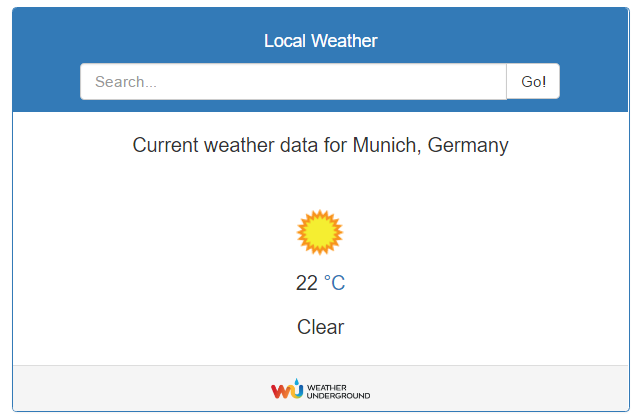 Local Weather
Search...
Go!
Current weather data for Munich, Germany
22 °C
Clear
WU WEATHER
UNDERGROUND